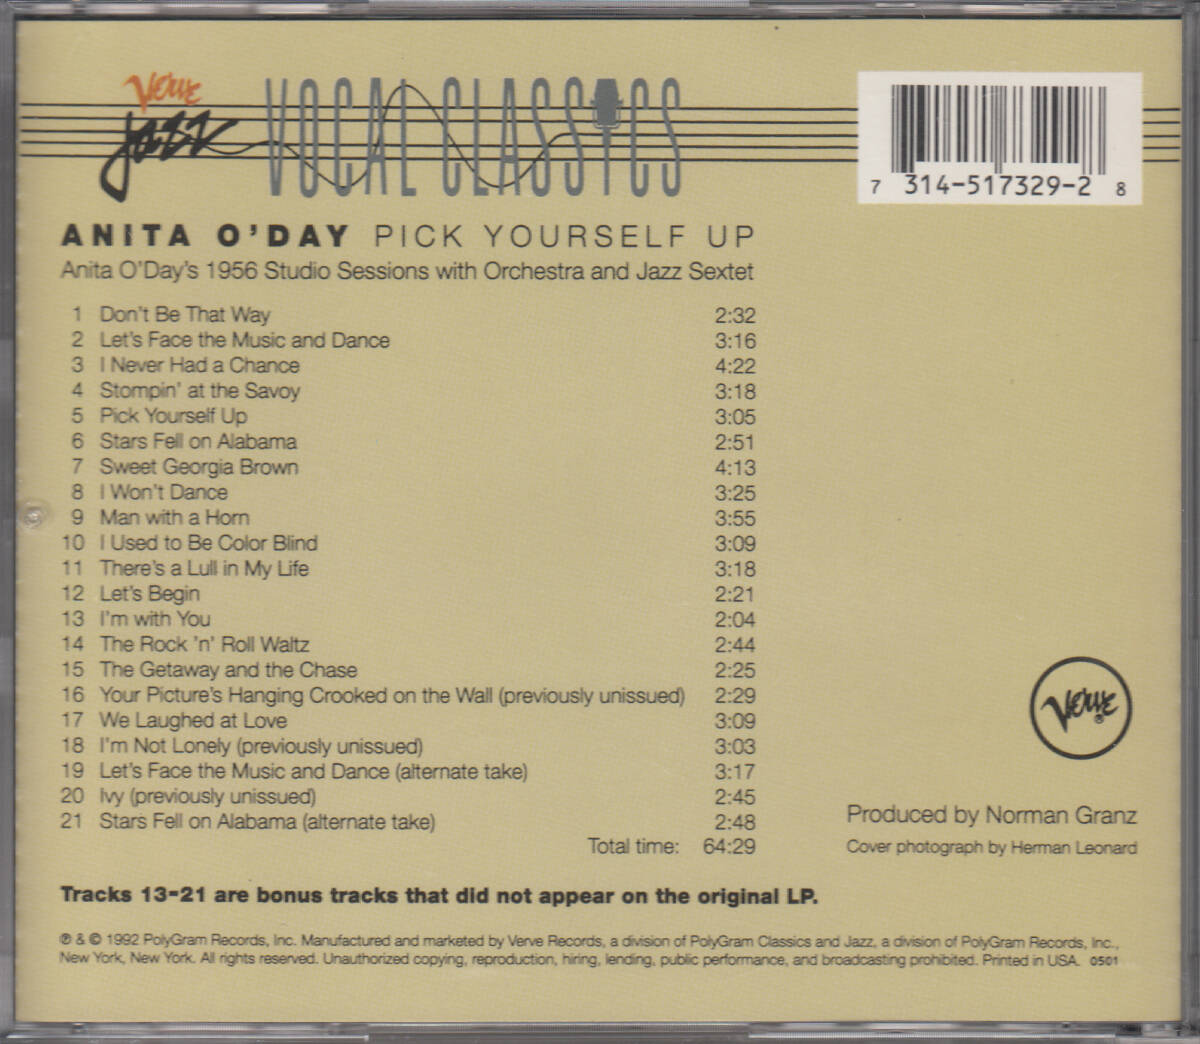 Verve
jazz VOCAL CLASSICS
7 314-517329-2 8
ANITA O'DAY PICK YOURSELF UP
Anita O'Day's 1956 Studio Sessions with Orchestra and Jazz Sextet
1 Don't Be That Way 2:32
2 Let's Face the Music and Dance 3:16
3 I Never Had a Chance 4:22
4 Stompin' at the Savoy 3:18
5 Pick Yourself Up 3:05
6 Stars Fell on Alabama 2:51
7 Sweet Georgia Brown 4:13
8 I Won't Dance 3:25
9 Man with a Horn 3:55
10 I Used to Be Color Blind 3:09
11 There's a Lull in My Life 3:18
12 Let's Begin 2:21
13 I'm with You 2:04
14 The Rock 'n' Roll Waltz 2:44
15 The Getaway and the Chase 2:25
16 Your Picture's Hanging Crooked on the Wall (previously unissued) 2:29
17 We Laughed at Love 3:09
18 I'm Not Lonely (previously unissued) 3:03
19 Let's Face the Music and Dance (alternate take) 3:17
20 Ivy (previously unissued) 2:45
21 Stars Fell on Alabama (alternate take) 2:48
Total time: 64:29
Verve®
Produced by Norman Granz
Cover photograph by Herman Leonard
Tracks 13-21 are bonus tracks that did not appear on the original LP.
℗ & © 1992 PolyGram Records, Inc. Manufactured and marketed by Verve Records, a division of PolyGram Classics and Jazz, a division of PolyGram Records, Inc.,
New York, New York. All rights reserved. Unauthorized copying, reproduction, hiring, lending, public performance, and broadcasting prohibited. Printed in USA. 0501